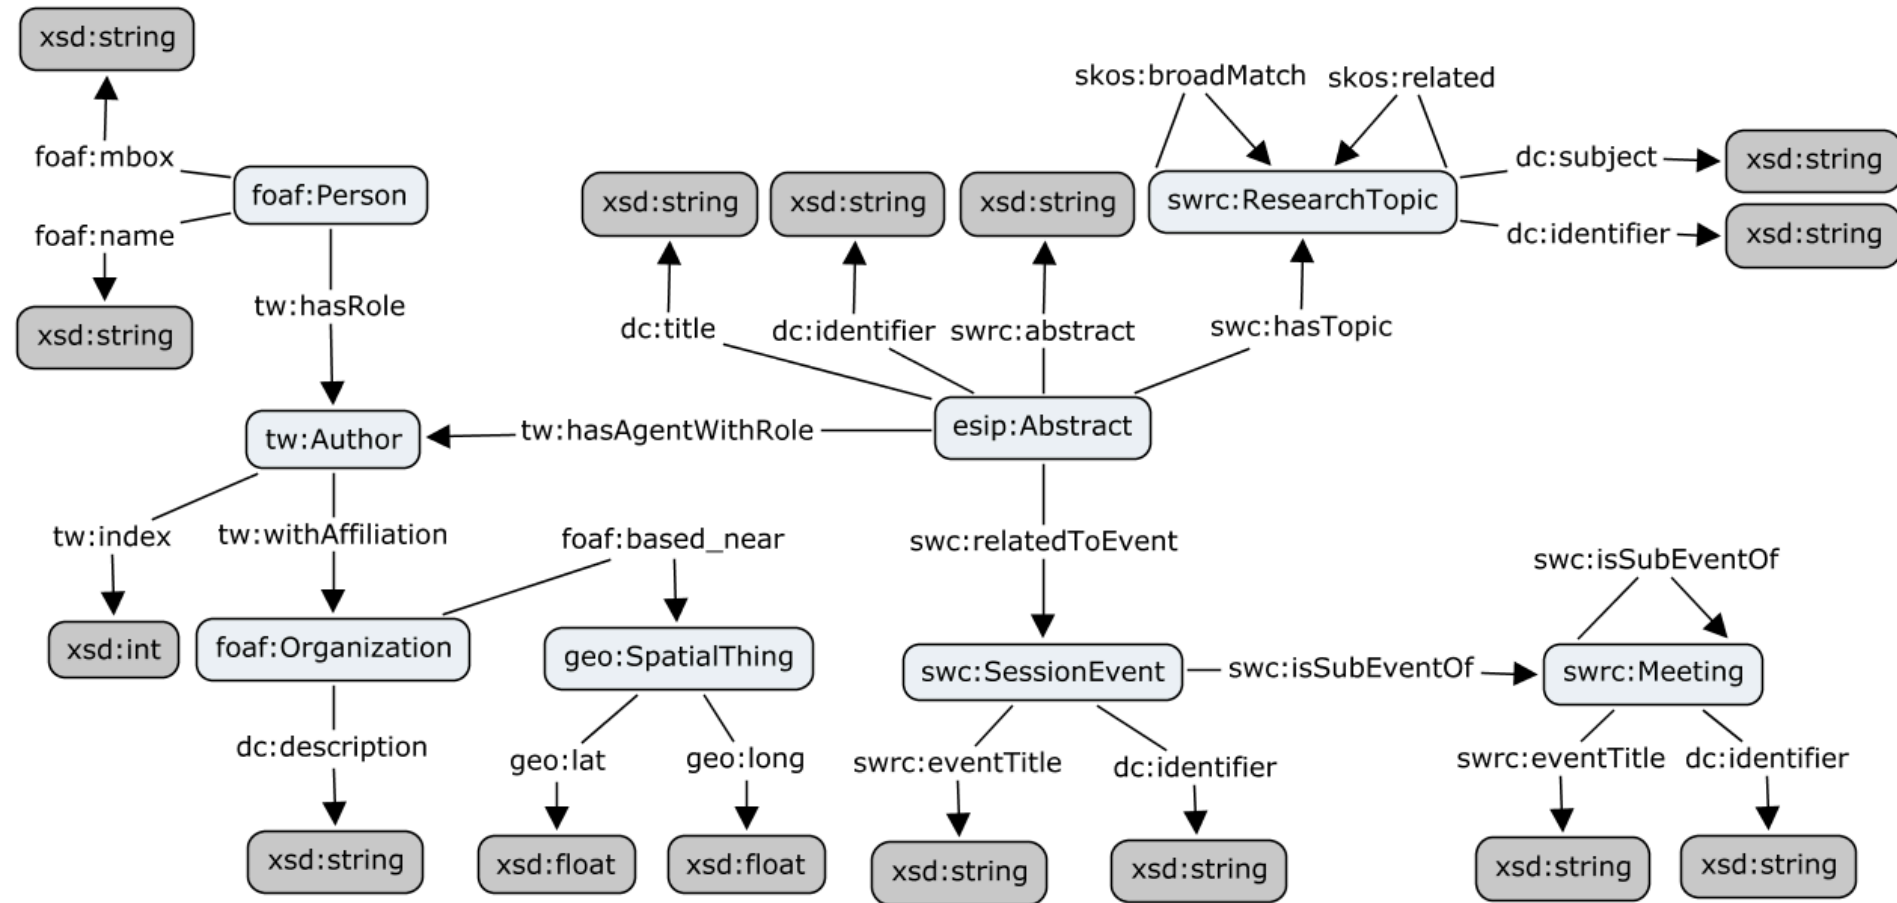 xsd:string
skos:broadMatch
skos:related
foaf:mbox
dc:subject
xsd:string
foaf:Person
xsd:string
xsd:string
xsd:string
swrc:ResearchTopic
foaf:name
dc:identifier
xsd:string
tw:hasRole
xsd:string
dc:title
dc:identifier
swrc:abstract
swc:hasTopic
tw:Author
tw:hasAgentWithRole
esip:Abstract
tw:index
tw:withAffiliation
foaf:based_near
swc:relatedToEvent
swc:isSubEventOf
xsd:int
foaf:Organization
geo:SpatialThing
swc:SessionEvent
swc:isSubEventOf
swrc:Meeting
dc:description
geo:lat
geo:long
swrc:eventTitle
dc:identifier
swrc:eventTitle
dc:identifier
xsd:string
xsd:float
xsd:float
xsd:string
xsd:string
xsd:string
xsd:string